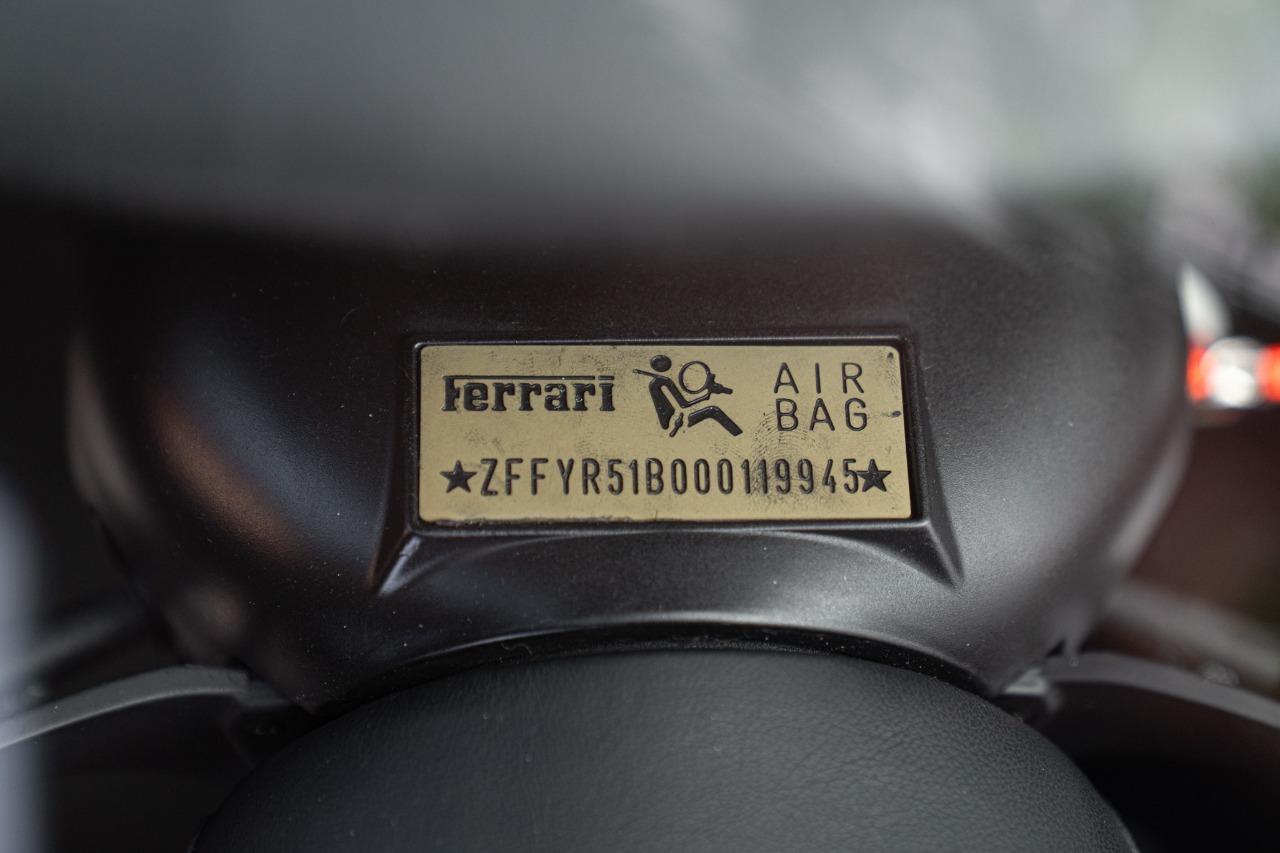 Ferrari AIR BAG
★ZFFYR51B000119945★